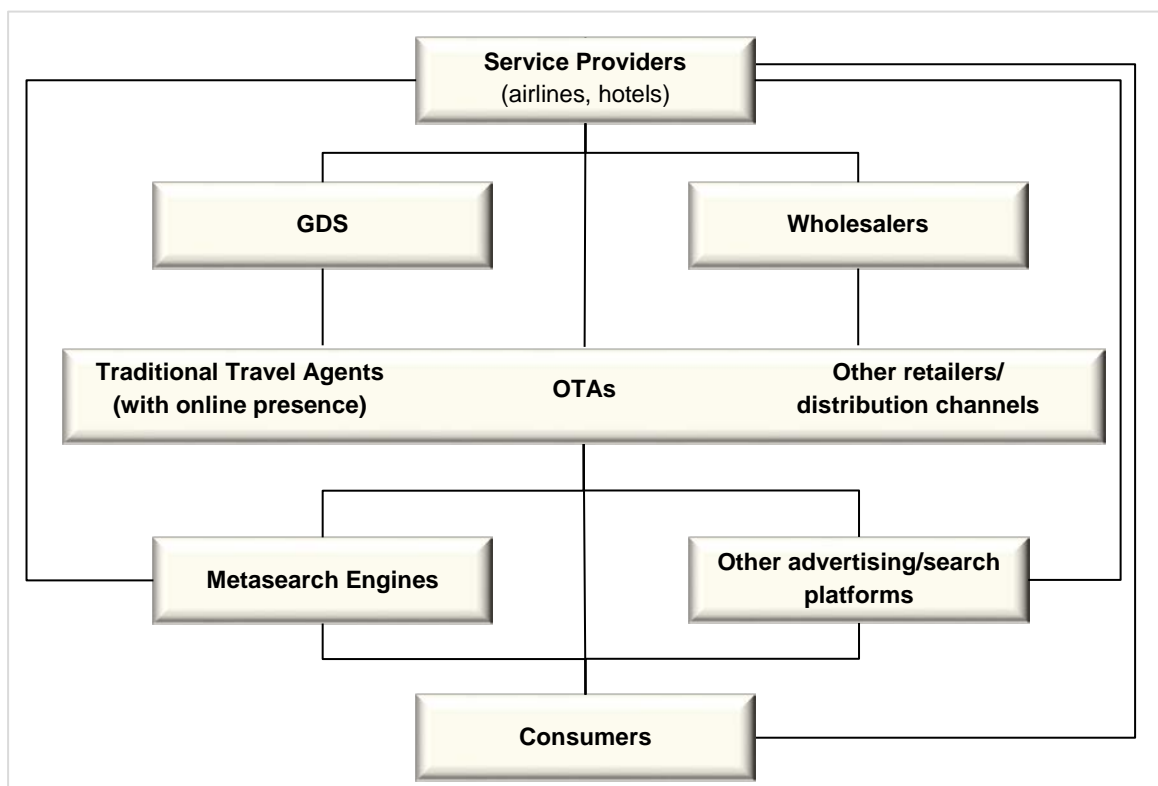 Service Providers
(airlines, hotels)
GDS
Wholesalers
Traditional Travel Agents
(with online presence)
OTAs
Other retailers/
distribution channels
Metasearch Engines
Other advertising/search
platforms
Consumers